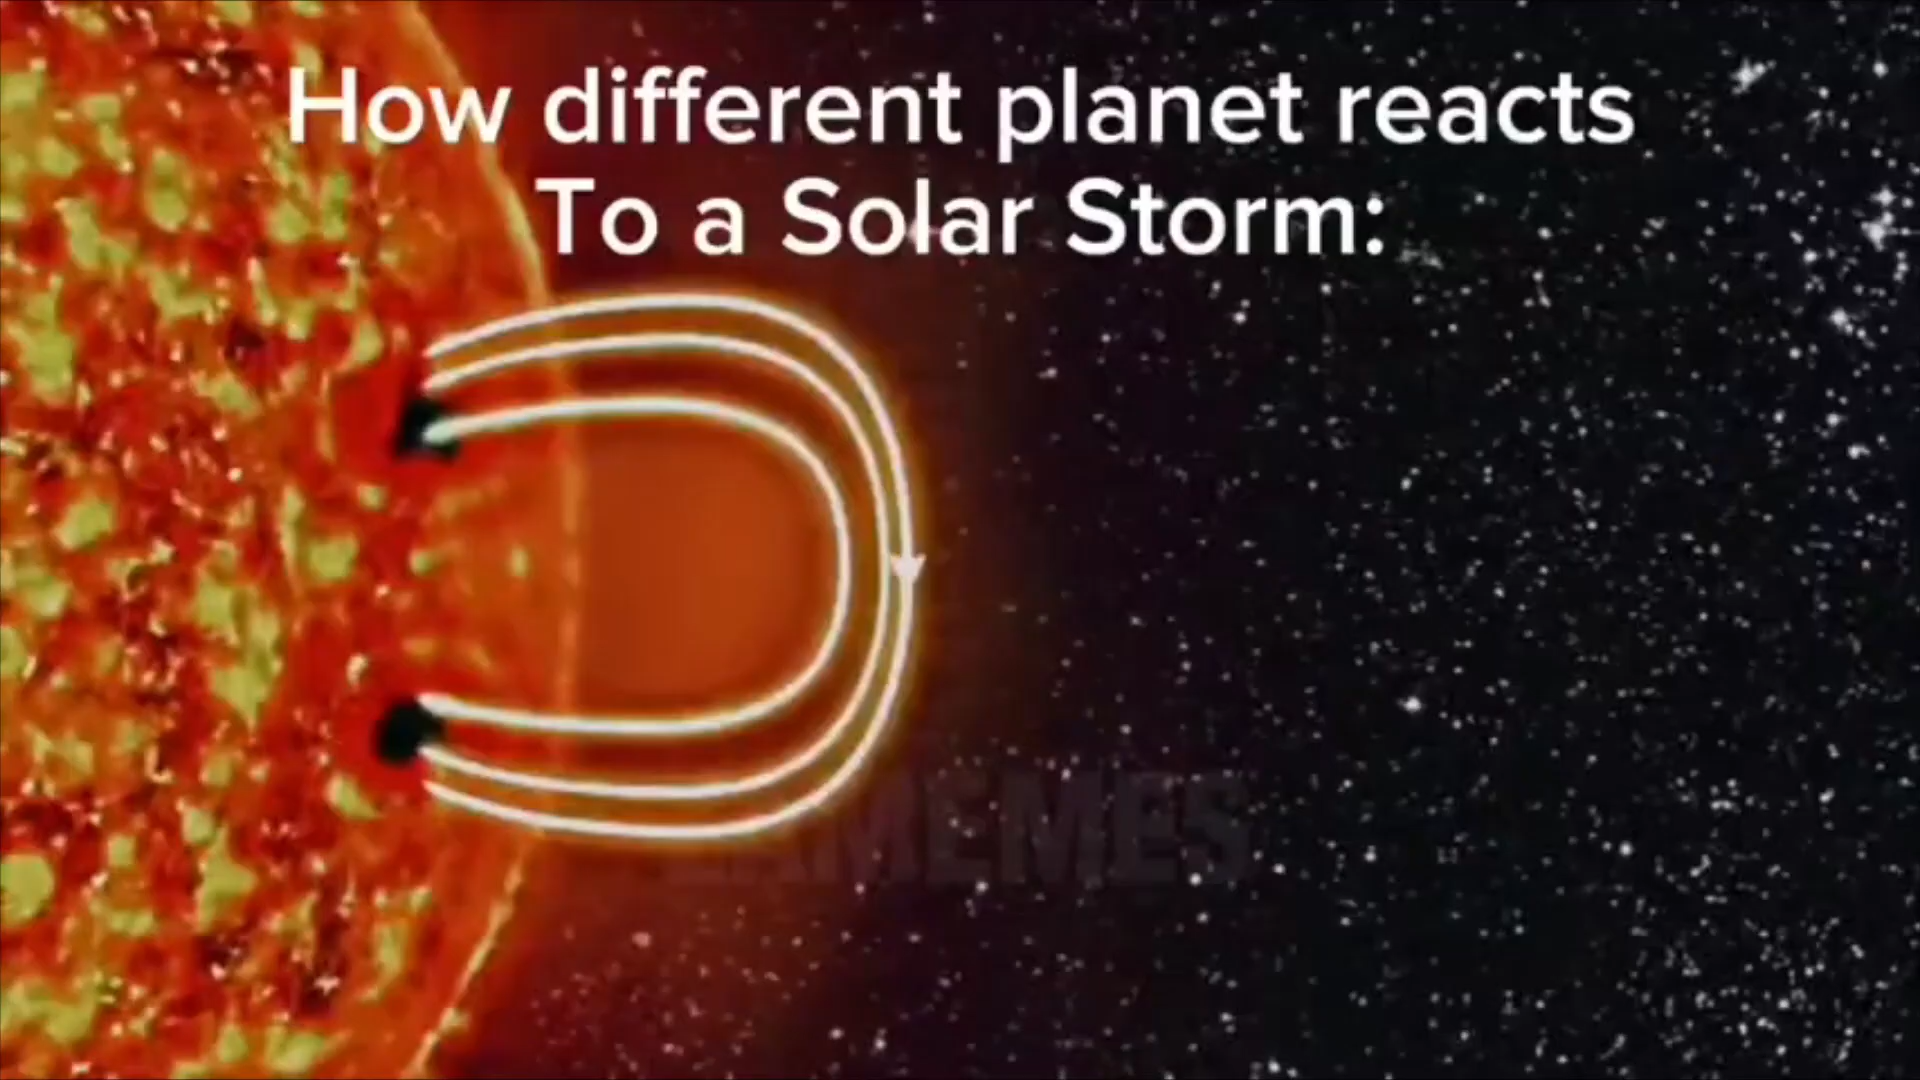 How different planet reacts
To a Solar Storm: